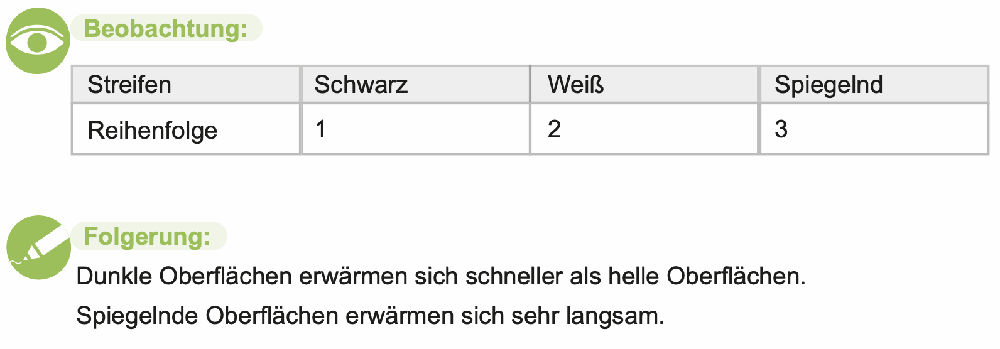 Beobachtung:
Streifen Schwarz Weiß Spiegelnd
Reihenfolge 1 2 3
Folgerung:
Dunkle Oberflächen erwärmen sich schneller als helle Oberflächen.
Spiegelnde Oberflächen erwärmen sich sehr langsam.